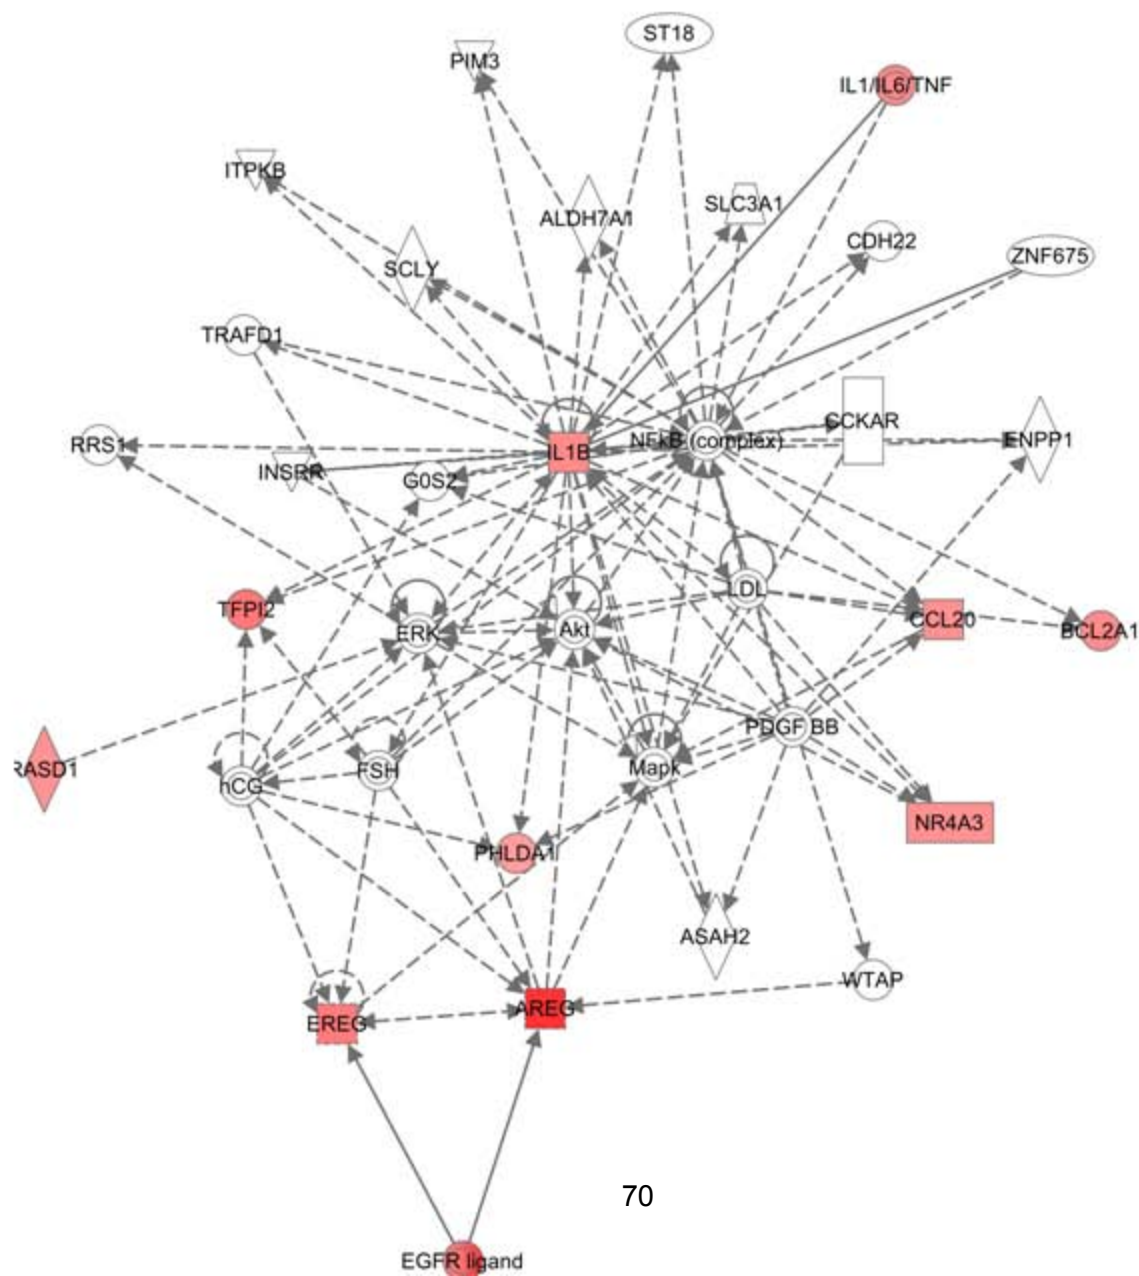 ST18
PIM3
IL1/IL6/TNF
ITPKB
ALDH7A1
SLC3A1
CDH22
ZNF675
SCLY
TRAFD1
CCKAR
NFkB (complex)
ENPP1
RRS1
IL1B
INSRR
G0S2
LDL
TFPI2
ERK
Akt
CCL20
BCL2A1
PDGF BB
RASD1
FSH
Mapk
hCG
NR4A3
PHLDA1
ASAH2
WTAP
AREG
EREG
70
EGFR ligand